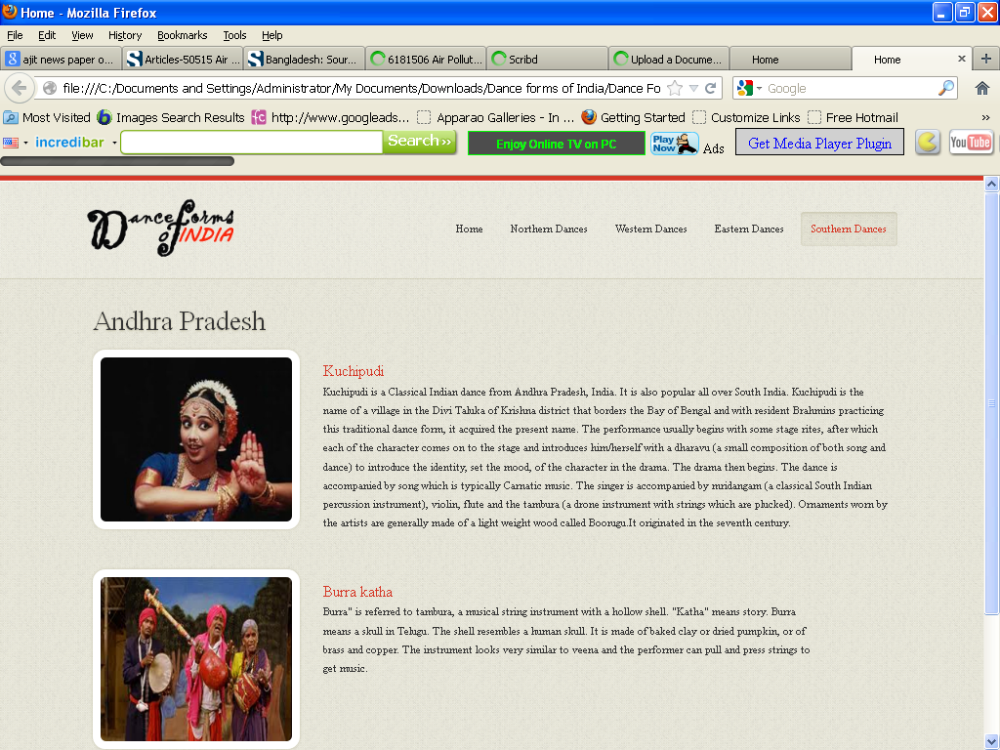 Home - Mozilla Firefox
File Edit View History Bookmarks Tools Help
ajit news paper o... Articles-50515 Air ... Bangladesh: Sour... 6181506 Air Pollut... Scribd Upload a Docume... Home Home
file:///C:/Documents and Settings/Administrator/My Documents/Downloads/Dance forms of India/Dance Fo Google
Most Visited Images Search Results http://www.googleads... Apparao Galleries - In ... Getting Started Customize Links Free Hotmail »
incredibar Search›› Enjoy Online TV on PC Play Now Ads Get Media Player Plugin YouTube
Dance forms
of INDIA
Home Northern Dances Western Dances Eastern Dances Southern Dances
Andhra Pradesh
Kuchipudi
Kuchipudi is a Classical Indian dance from Andhra Pradesh, India. It is also popular all over South India. Kuchipudi is the
name of a village in the Divi Taluka of Krishna district that borders the Bay of Bengal and with resident Brahmins practicing
this traditional dance form, it acquired the present name. The performance usually begins with some stage rites, after which
each of the character comes on to the stage and introduces him/herself with a dharavu (a small composition of both song and
dance) to introduce the identity, set the mood, of the character in the drama. The drama then begins. The dance is
accompanied by song which is typically Carnatic music. The singer is accompanied by mridangam (a classical South Indian
percussion instrument), violin, flute and the tambura (a drone instrument with strings which are plucked). Ornaments worn by
the artists are generally made of a light weight wood called Boorugu.It originated in the seventh century.
Burra katha
Burra" is referred to tambura, a musical string instrument with a hollow shell. "Katha" means story. Burra
means a skull in Telugu. The shell resembles a human skull. It is made of baked clay or dried pumpkin, or of
brass and copper. The instrument looks very similar to veena and the performer can pull and press strings to
get music.